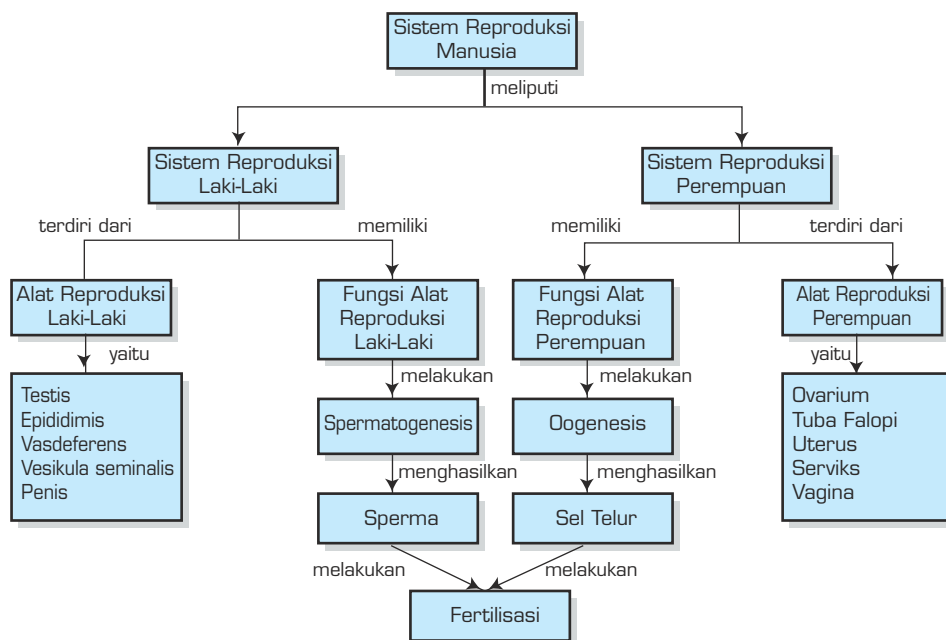 Sistem Reproduksi
Manusia
meliputi
Sistem Reproduksi
Laki-Laki
Sistem Reproduksi
Perempuan
terdiri dari
memiliki
memiliki
terdiri dari
Alat Reproduksi
Laki-Laki
Fungsi Alat
Reproduksi
Laki-Laki
Fungsi Alat
Reproduksi
Perempuan
Alat Reproduksi
Perempuan
yaitu
melakukan
melakukan
yaitu
Testis
Epididimis
Vasdeferens
Vesikula seminalis
Penis
Spermatogenesis
Oogenesis
Ovarium
Tuba Falopi
Uterus
Serviks
Vagina
menghasilkan
menghasilkan
Sperma
Sel Telur
melakukan
melakukan
Fertilisasi